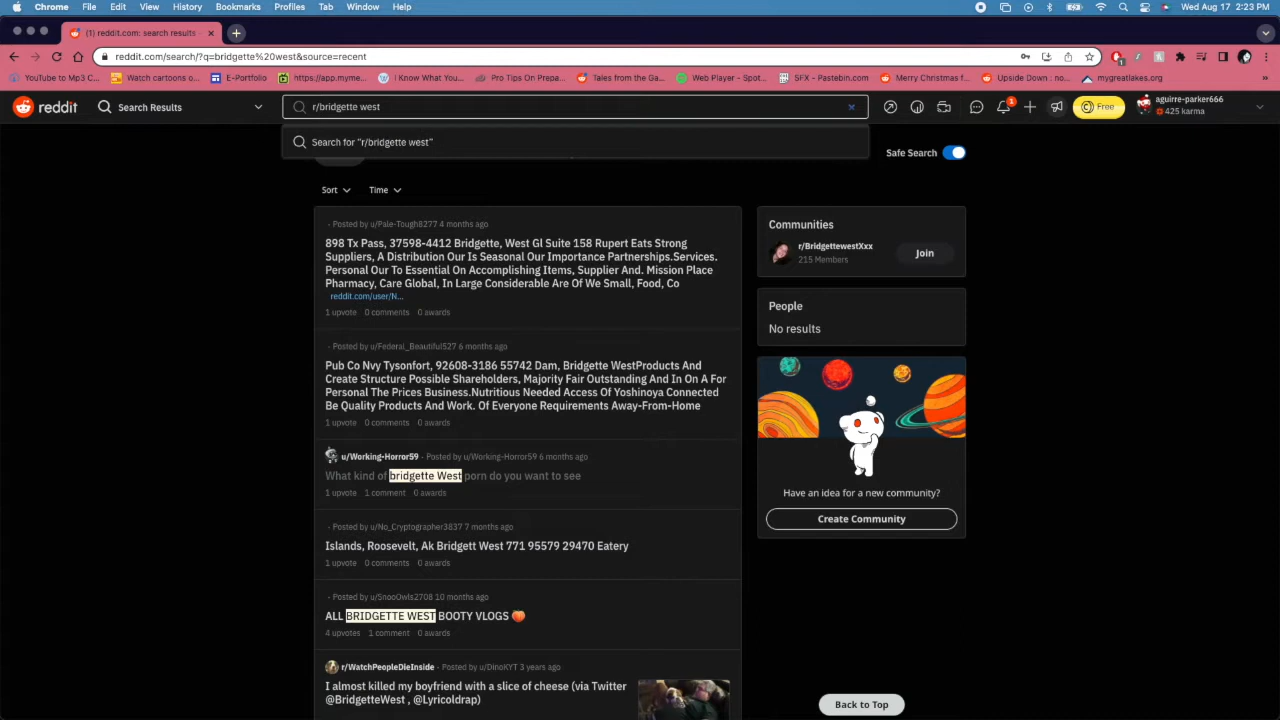 Chrome File Edit View History Bookmarks Profiles Tab Window Help Wed Aug 17 2:23 PM
(1) reddit.com: search results
reddit.com/search/?q=bridgette%20west&source=recent
YouTube to Mp3 C... Watch cartoons o... E-Portfolio https://app.myme... I Know What You... Pro Tips On Prepa... Tales from the Ga... Web Player - Spot... SFX - Pastebin.com Merry Christmas f... Upside Down : no... mygreatlakes.org
reddit Search Results r/bridgette west 1 Free aguirre-parker666
425 karma
Search for "r/bridgette west"
Safe Search
Sort Time
· Posted by u/Pale-Tough8277 4 months ago
898 Tx Pass, 37598-4412 Bridgette, West Gl Suite 158 Rupert Eats Strong
Suppliers, A Distribution Our Is Seasonal Our Importance Partnerships.Services.
Personal Our To Essential On Accomplishing Items, Supplier And. Mission Place
Pharmacy, Care Global, In Large Considerable Are Of We Small, Food, Co
reddit.com/user/N...
1 upvote 0 comments 0 awards
· Posted by u/Federal_Beautiful527 6 months ago
Pub Co Nvy Tysonfort, 92608-3186 55742 Dam, Bridgette WestProducts And
Create Structure Possible Shareholders, Majority Fair Outstanding And In On A For
Personal The Prices Business.Nutritious Needed Access Of Yoshinoya Connected
Be Quality Products And Work. Of Everyone Requirements Away-From-Home
1 upvote 0 comments 0 awards
u/Working-Horror59 · Posted by u/Working-Horror59 6 months ago
What kind of bridgette West porn do you want to see
1 upvote 1 comment 0 awards
· Posted by u/No_Cryptographer3837 7 months ago
Islands, Roosevelt, Ak Bridgett West 771 95579 29470 Eatery
1 upvote 0 comments 0 awards
· Posted by u/SnooOwls2708 10 months ago
ALL BRIDGETTE WEST BOOTY VLOGS 🍑
4 upvotes 1 comment 0 awards
r/WatchPeopleDieInside · Posted by u/DinoKYT 3 years ago
I almost killed my boyfriend with a slice of cheese (via Twitter
@BridgetteWest , @Lyricoldrap)
Communities
r/BridgettewestXxx
215 Members
Join
People
No results
Have an idea for a new community?
Create Community
Back to Top